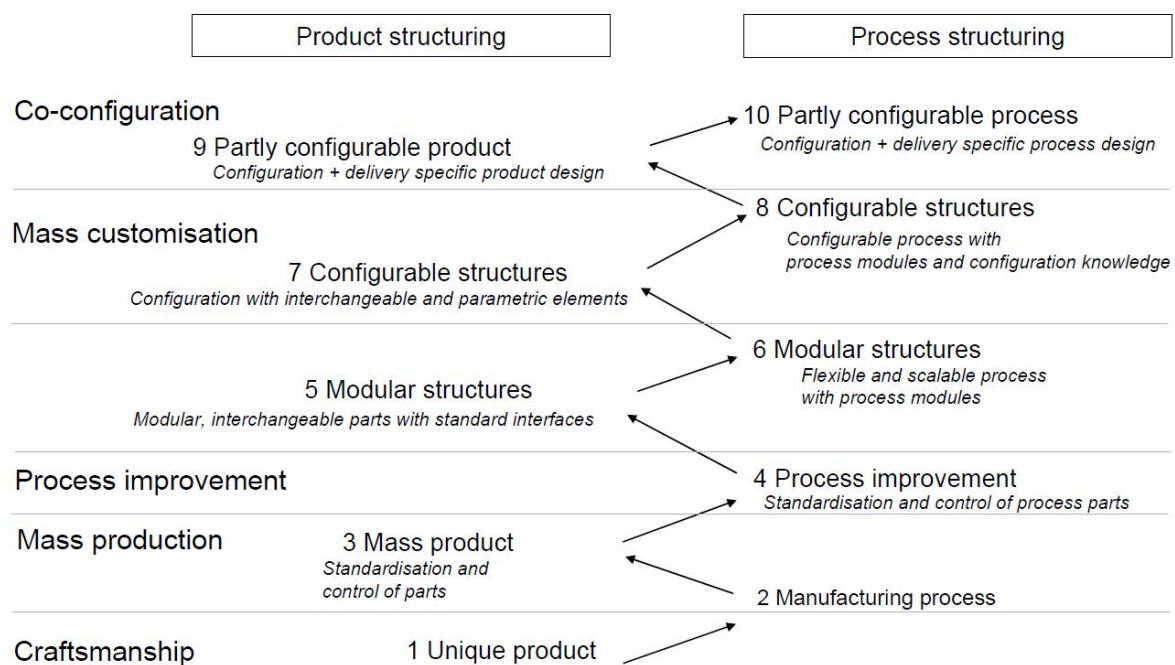 Product structuring
Process structuring
Co-configuration
10 Partly configurable process
Configuration + delivery specific process design
9 Partly configurable product
Configuration + delivery specific product design
8 Configurable structures
Configurable process with
process modules and configuration knowledge
Mass customisation
7 Configurable structures
Configuration with interchangeable and parametric elements
6 Modular structures
Flexible and scalable process
with process modules
5 Modular structures
Modular, interchangeable parts with standard interfaces
Process improvement
4 Process improvement
Standardisation and control of process parts
Mass production
3 Mass product
Standardisation and
control of parts
2 Manufacturing process
Craftsmanship
1 Unique product